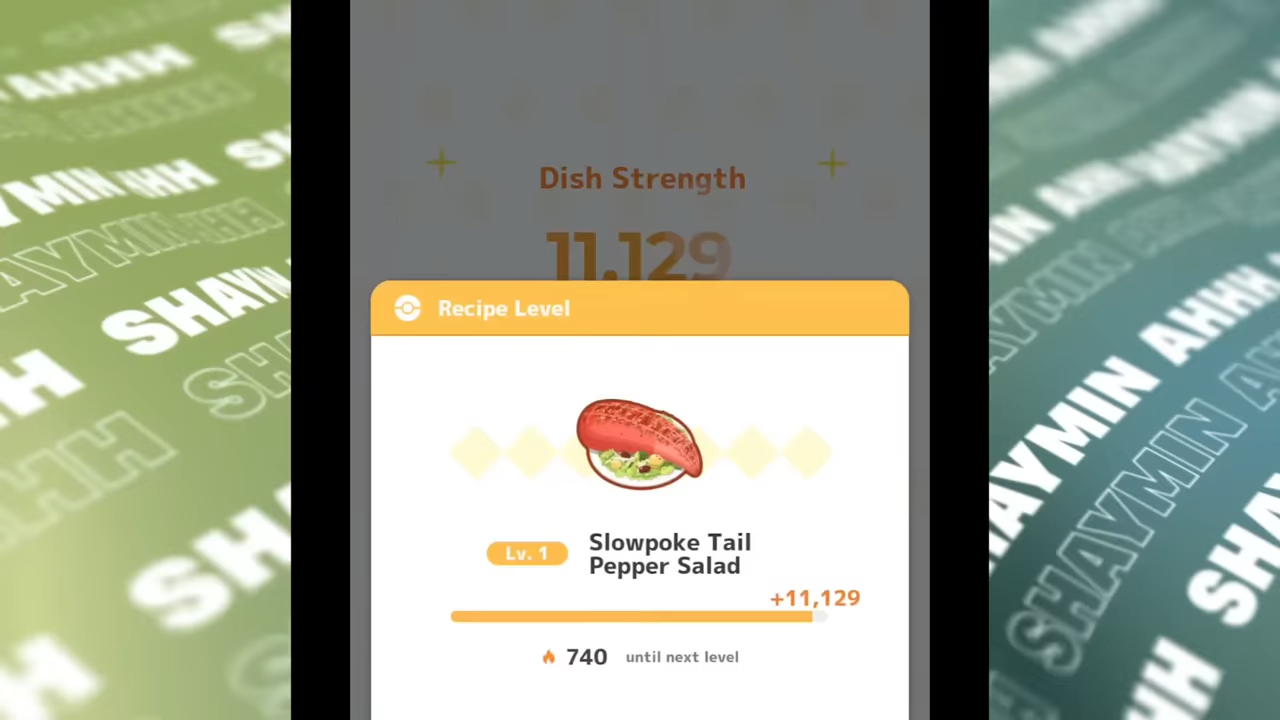 Dish Strength
11,129
Recipe Level
Lv. 1
Slowpoke Tail
Pepper Salad
+11,129
740 until next level
SHAYMIN AHHH
SHAYMIN
SHAYMIN AHHH
SHAYMIN